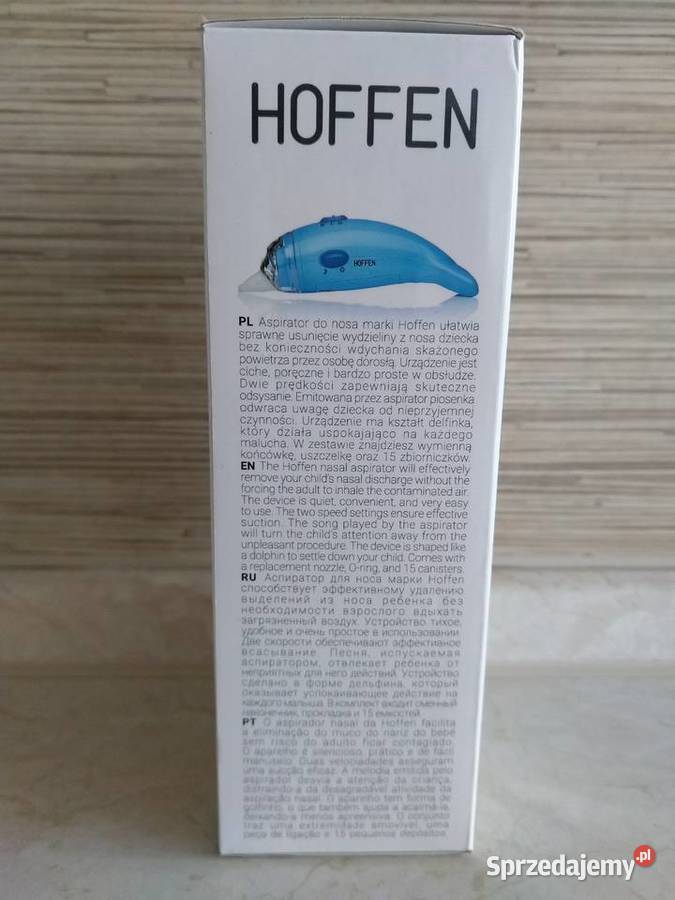 HOFFEN
HOFFEN
PL Aspirator do nosa marki Hoffen ułatwia
sprawne usunięcie wydzieliny z nosa dziecka
bez konieczności wdychania skażonego
powietrza przez osobę dorosłą. Urządzenie jest
ciche, poręczne i bardzo proste w obsłudze.
Dwie prędkości zapewniają skuteczne
odsysanie. Emitowana przez aspirator piosenka
odwraca uwagę dziecka od nieprzyjemnej
czynności. Urządzenie ma kształt delfinka,
który działa uspokajająco na każdego
malucha. W zestawie znajdziesz wymienną
końcówkę, uszczelkę oraz 15 zbiorniczków.
EN The Hoffen nasal aspirator will effectively
remove your child's nasal discharge without the
forcing the adult to inhale the contaminated air.
The device is quiet, convenient, and very easy
to use. The two speed settings ensure effective
suction. The song played by the aspirator
will turn the child's attention away from the
unpleasant procedure. The device is shaped like
a dolphin to settle down your child. Comes with
a replacement nozzle, O-ring, and 15 canisters.
RU Аспиратор для носа марки Hoffen
способствует эффективному удалению
выделений из носа ребенка без
необходимости взрослого вдыхать
загрязненный воздух. Устройство тихое,
удобное и очень простое в использовании.
Две скорости обеспечивают эффективное
всасывание. Песня, испускаемая
аспиратором, отвлекает ребенка от
неприятных для него действий. Устройство
сделано в форме дельфина, который
оказывает успокаивающее действие на
каждого малыша. В комплект входит сменный
наконечник, прокладка и 15 емкостей.
PT O aspirador nasal da Hoffen facilita
a eliminação do muco do nariz do bebé
sem risco do adulto ficar contagiado.
O aparelho é silencioso, prático e de fácil
manuseio. Duas velocidades asseguram
uma sucção eficaz. A melodia emitida pelo
aspirador desvia a atenção da criança,
distraindo-a da desagradável atividade da
aspiração nasal. O aparelho tem forma de
golfinho, o que também ajuda a acalmá-la,
deixando-a menos apreensiva. O conjunto
traz uma extremidade amovível, uma
peça de ligação e 15 pequenos depósitos.
Sprzedajemy.pl